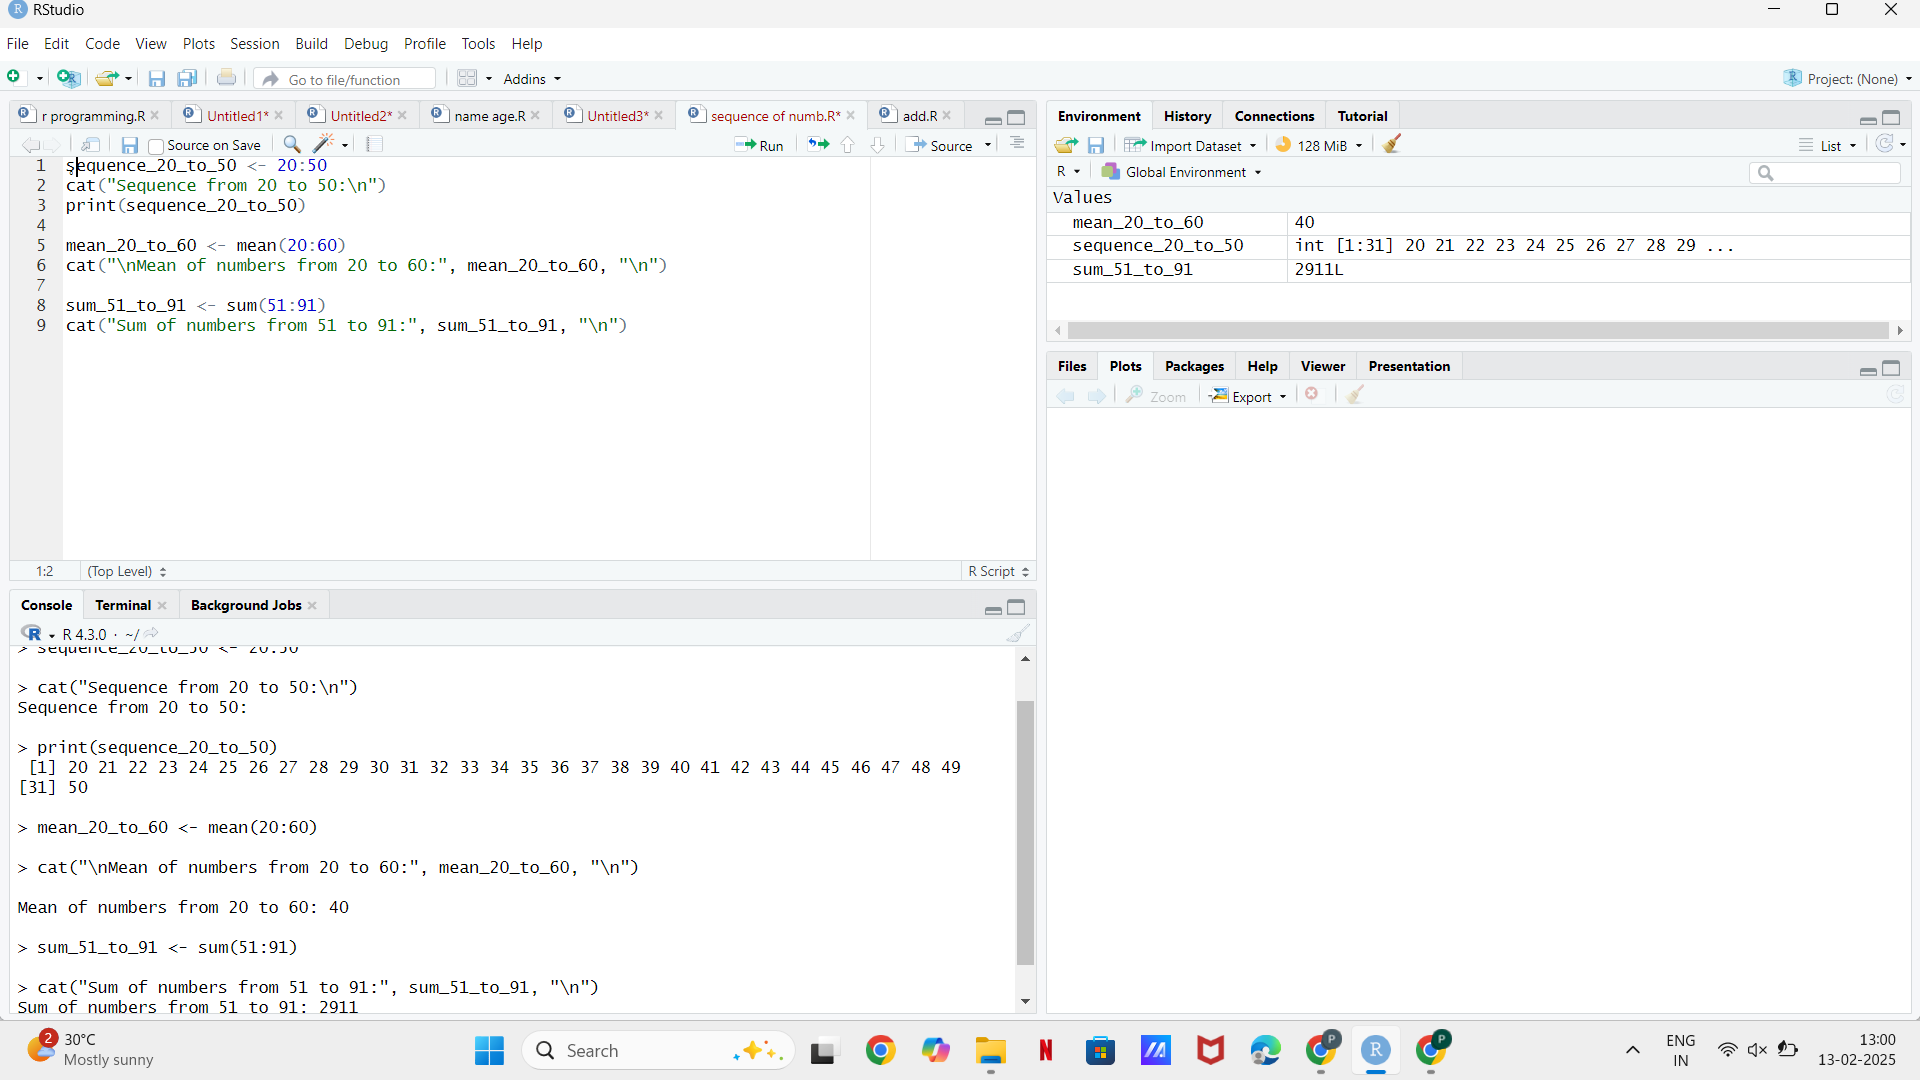 RStudio
File Edit Code View Plots Session Build Debug Profile Tools Help
Go to file/function Addins Project: (None)
r programming.R Untitled1* Untitled2* name age.R Untitled3* sequence of numb.R* add.R
Source on Save Run Source
1 sequence_20_to_50 <- 20:50
2 cat("Sequence from 20 to 50:\n")
3 print(sequence_20_to_50)
4
5 mean_20_to_60 <- mean(20:60)
6 cat("\nMean of numbers from 20 to 60:", mean_20_to_60, "\n")
7
8 sum_51_to_91 <- sum(51:91)
9 cat("Sum of numbers from 51 to 91:", sum_51_to_91, "\n")
1:2 (Top Level) R Script
Console Terminal Background Jobs
R 4.3.0 · ~/
> sequence_20_to_50 <- 20:50
> cat("Sequence from 20 to 50:\n")
Sequence from 20 to 50:
> print(sequence_20_to_50)
[1] 20 21 22 23 24 25 26 27 28 29 30 31 32 33 34 35 36 37 38 39 40 41 42 43 44 45 46 47 48 49
[31] 50
> mean_20_to_60 <- mean(20:60)
> cat("\nMean of numbers from 20 to 60:", mean_20_to_60, "\n")
Mean of numbers from 20 to 60: 40
> sum_51_to_91 <- sum(51:91)
> cat("Sum of numbers from 51 to 91:", sum_51_to_91, "\n")
Sum of numbers from 51 to 91: 2911
Environment History Connections Tutorial
Import Dataset 128 MiB List
R Global Environment
Values
mean_20_to_60 40
sequence_20_to_50 int [1:31] 20 21 22 23 24 25 26 27 28 29 ...
sum_51_to_91 2911L
Files Plots Packages Help Viewer Presentation
Zoom Export
2 30°C
Mostly sunny
Search
ENG
IN
13:00
13-02-2025